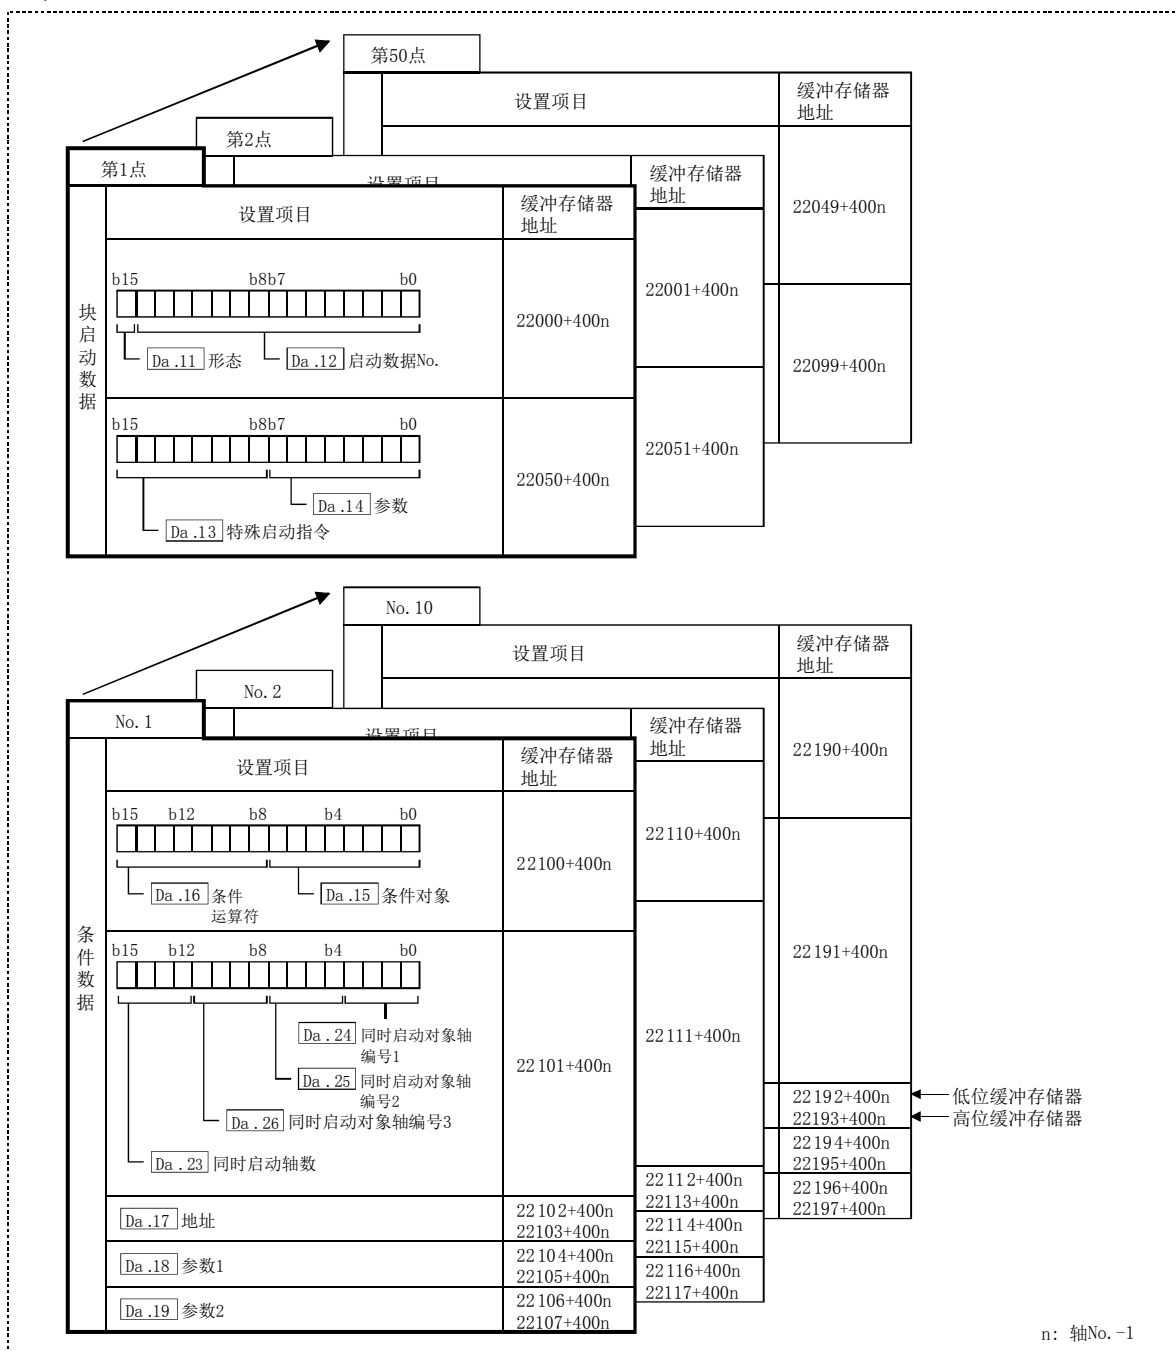 第50点
设置项目
缓冲存储器
地址
22049+400n
22099+400n
第2点
设置项目
缓冲存储器
地址
22001+400n
22051+400n
第1点
设置项目
缓冲存储器
地址
块启动数据
b15 b8b7 b0
Da.11 形态
Da.12 启动数据No.
22000+400n
b15 b8b7 b0
Da.14 参数
Da.13 特殊启动指令
22050+400n
No.10
设置项目
缓冲存储器
地址
22190+400n
22191+400n
22192+400n
22193+400n
低位缓冲存储器
高位缓冲存储器
22194+400n
22195+400n
22196+400n
22197+400n
No.2
设置项目
缓冲存储器
地址
22110+400n
22111+400n
22112+400n
22113+400n
22114+400n
22115+400n
22116+400n
22117+400n
No.1
设置项目
缓冲存储器
地址
条件数据
b15 b12 b8 b4 b0
Da.16 条件
运算符
Da.15 条件对象
22100+400n
b15 b12 b8 b4 b0
Da.24 同时启动对象轴
编号1
Da.25 同时启动对象轴
编号2
Da.26 同时启动对象轴编号3
Da.23 同时启动轴数
22101+400n
Da.17 地址
22102+400n
22103+400n
Da.18 参数1
22104+400n
22105+400n
Da.19 参数2
22106+400n
22107+400n
n: 轴No.-1